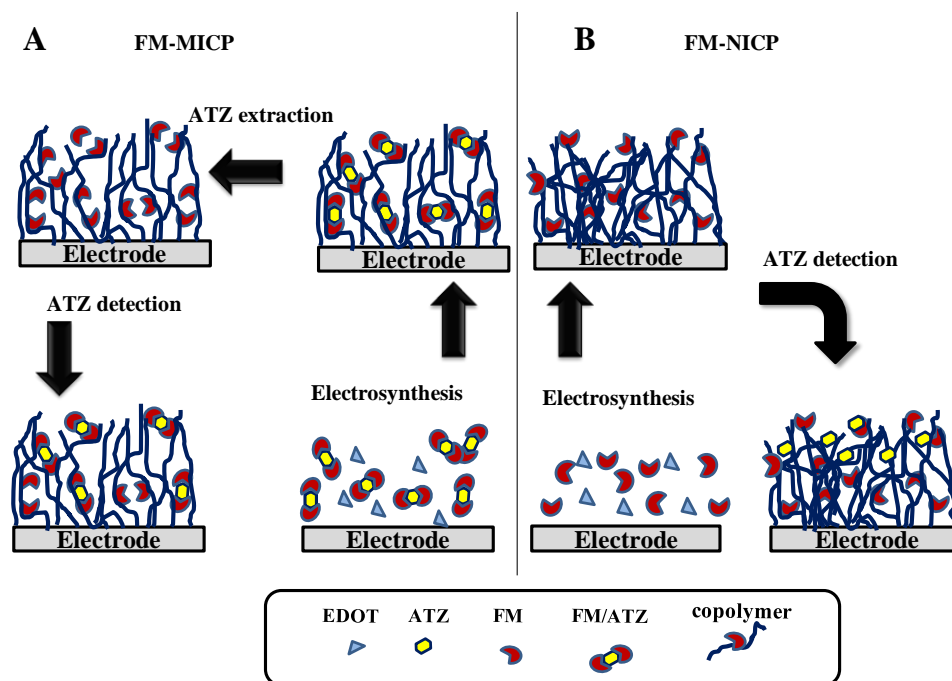 A
FM-MICP
ATZ extraction
Electrode
Electrode
ATZ detection
Electrosynthesis
Electrode
Electrode
B
FM-NICP
Electrode
ATZ detection
Electrosynthesis
Electrode
Electrode
EDOT ATZ FM FM/ATZ copolymer